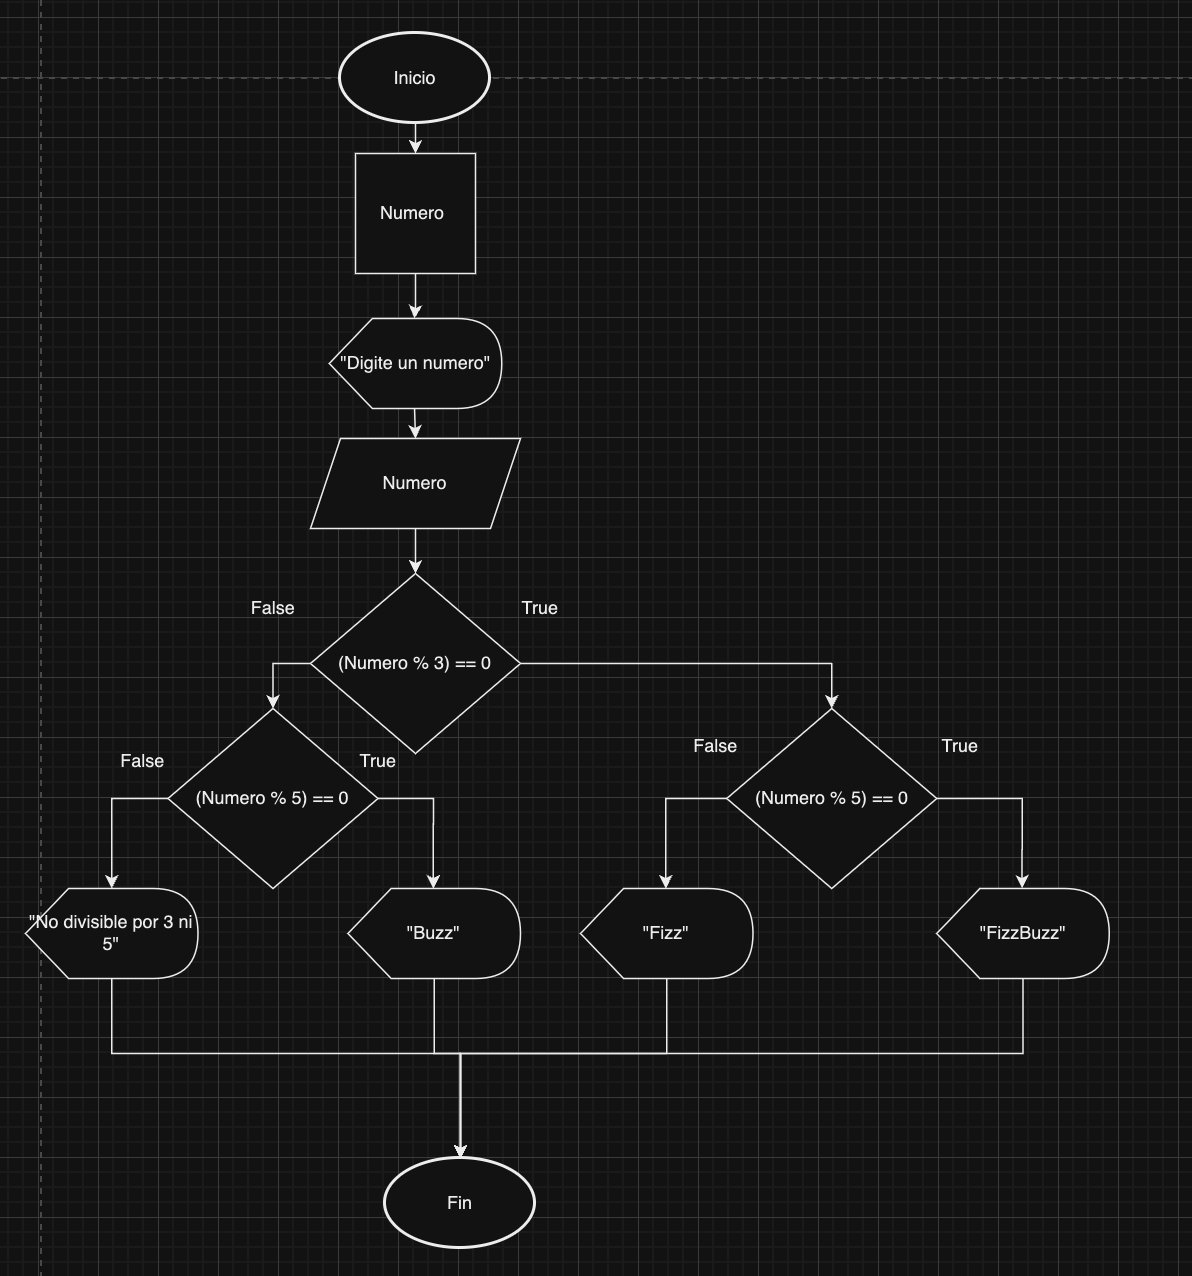 Inicio
Numero
"Digite un numero"
Numero
False
True
(Numero % 3) == 0
False
True
(Numero % 5) == 0
False
True
(Numero % 5) == 0
"No divisible por 3 ni
5"
"Buzz"
"Fizz"
"FizzBuzz"
Fin